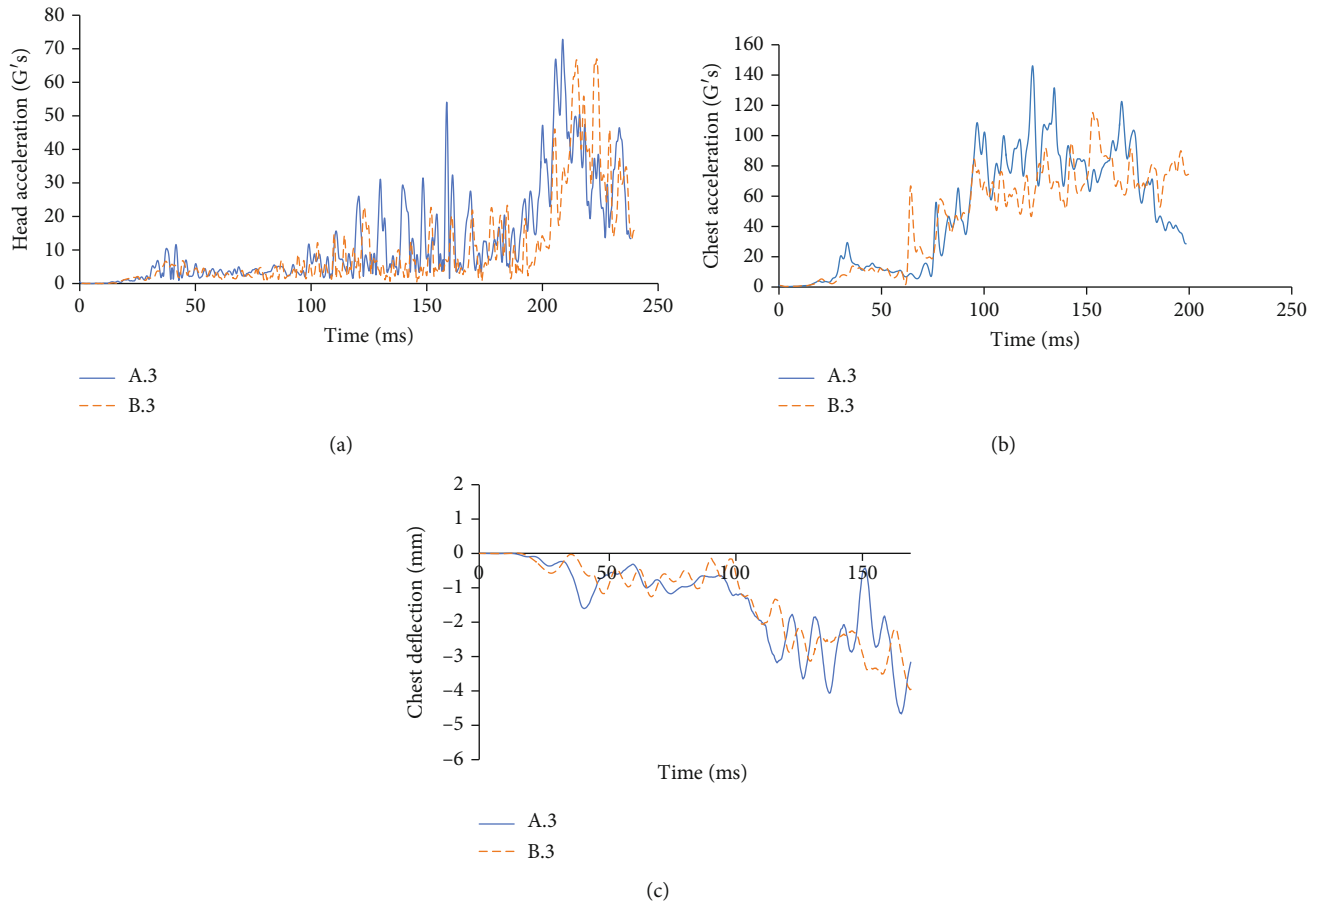 80
70
60
50
40
30
20
10
0
Head acceleration (G′s)
0 50 100 150 200 250
Time (ms)
A.3
B.3
(a)
160
140
120
100
80
60
40
20
0
Chest acceleration (G′s)
0 50 100 150 200 250
Time (ms)
A.3
B.3
(b)
2
1
0
−1
−2
−3
−4
−5
−6
Chest deflection (mm)
0 50 100 150
Time (ms)
A.3
B.3
(c)